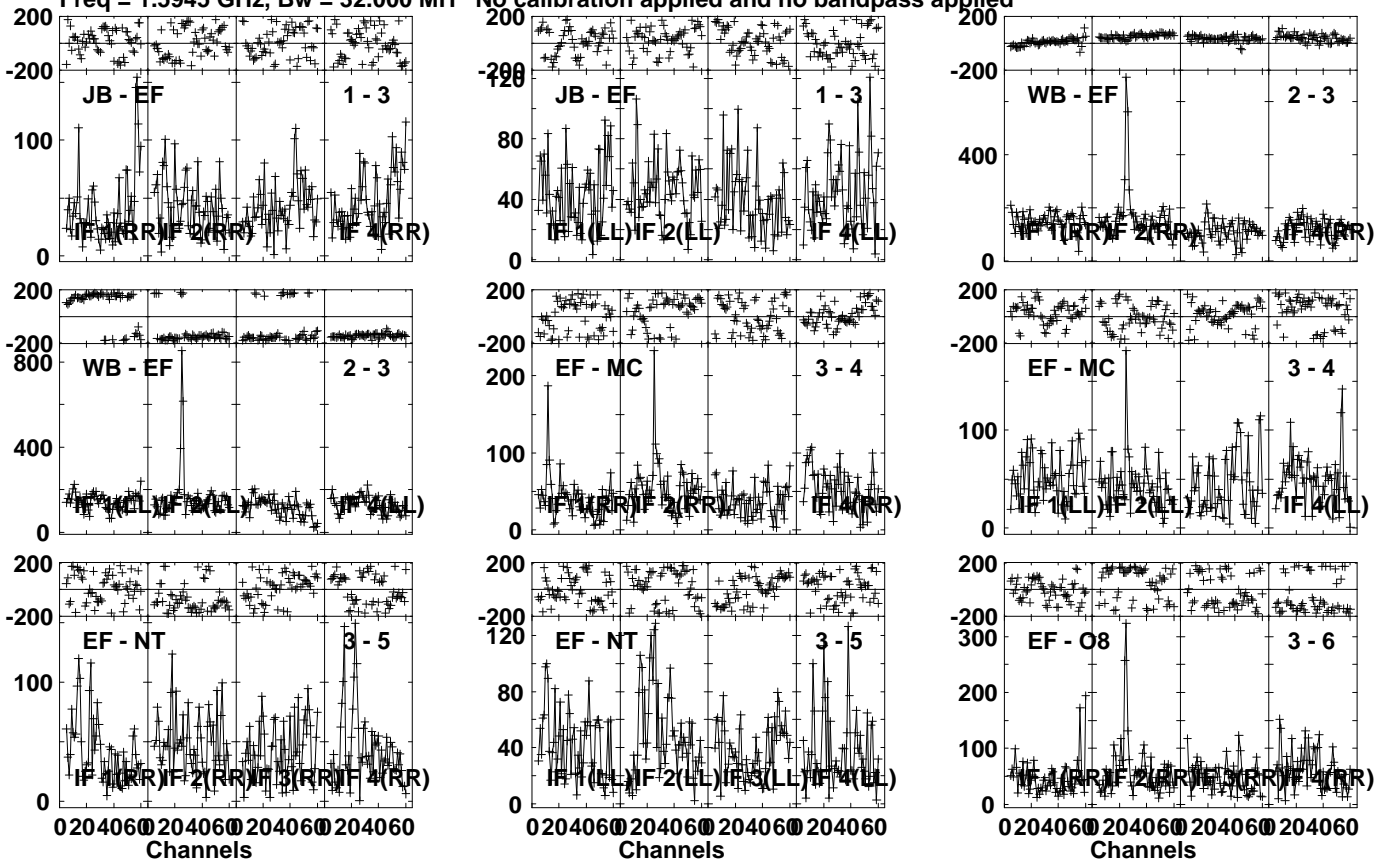 Freq = 1.5945 GHz, Bw = 32.000 MH No calibration applied and no bandpass applied
200
-200
JB - EF 1 - 3
100
0
IF 1(RR) IF 2(RR) IF 4(RR)
200
-200
120
JB - EF 1 - 3
80
40
0
IF 1(LL) IF 2(LL) IF 4(LL)
200
-200
WB - EF 2 - 3
400
0
IF 1(RR) IF 2(RR) IF 4(RR)
200
-200
800
WB - EF 2 - 3
400
0
IF 1(LL) IF 2(LL) IF 4(LL)
200
-200
EF - MC 3 - 4
200
100
0
IF 1(RR) IF 2(RR) IF 4(RR)
200
-200
EF - MC 3 - 4
100
0
IF 1(LL) IF 2(LL) IF 4(LL)
200
-200
EF - NT 3 - 5
100
0
IF 1(RR) IF 2(RR) IF 3(RR) IF 4(RR)
0 20 40 60 0 20 40 60 0 20 40 60 0 20 40 60
Channels
200
-200
120
EF - NT 3 - 5
80
40
0
IF 1(LL) IF 2(LL) IF 3(LL) IF 4(LL)
0 20 40 60 0 20 40 60 0 20 40 60 0 20 40 60
Channels
200
-200
300
EF - O8 3 - 6
200
100
0
IF 1(RR) IF 2(RR) IF 3(RR) IF 4(RR)
0 20 40 60 0 20 40 60 0 20 40 60 0 20 40 60
Channels